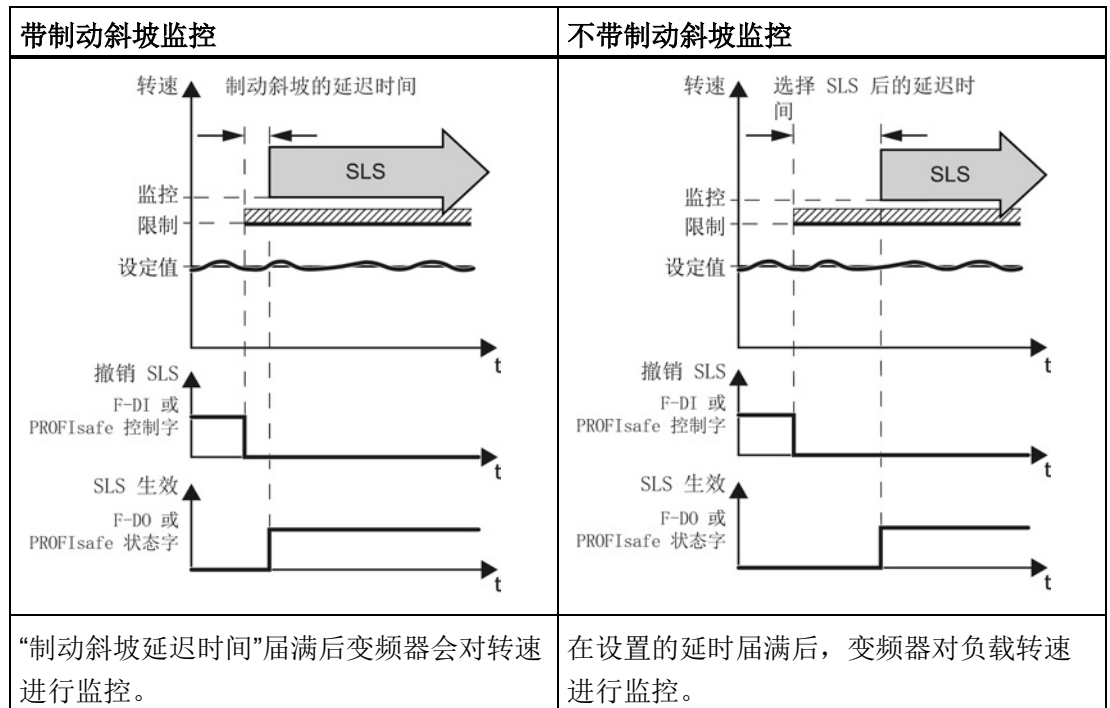 带制动斜坡监控
不带制动斜坡监控
转速
制动斜坡的延迟时间
SLS
监控
限制
设定值
t
撤销 SLS
F-DI 或
PROFIsafe 控制字
t
SLS 生效
F-DO 或
PROFIsafe 状态字
t
转速
选择 SLS 后的延迟时
间
SLS
监控
限制
设定值
t
撤销 SLS
F-DI 或
PROFIsafe 控制字
t
SLS 生效
F-DO 或
PROFIsafe 状态字
t
“制动斜坡延迟时间”届满后变频器会对转速
进行监控。
在设置的延时届满后，变频器对负载转速
进行监控。